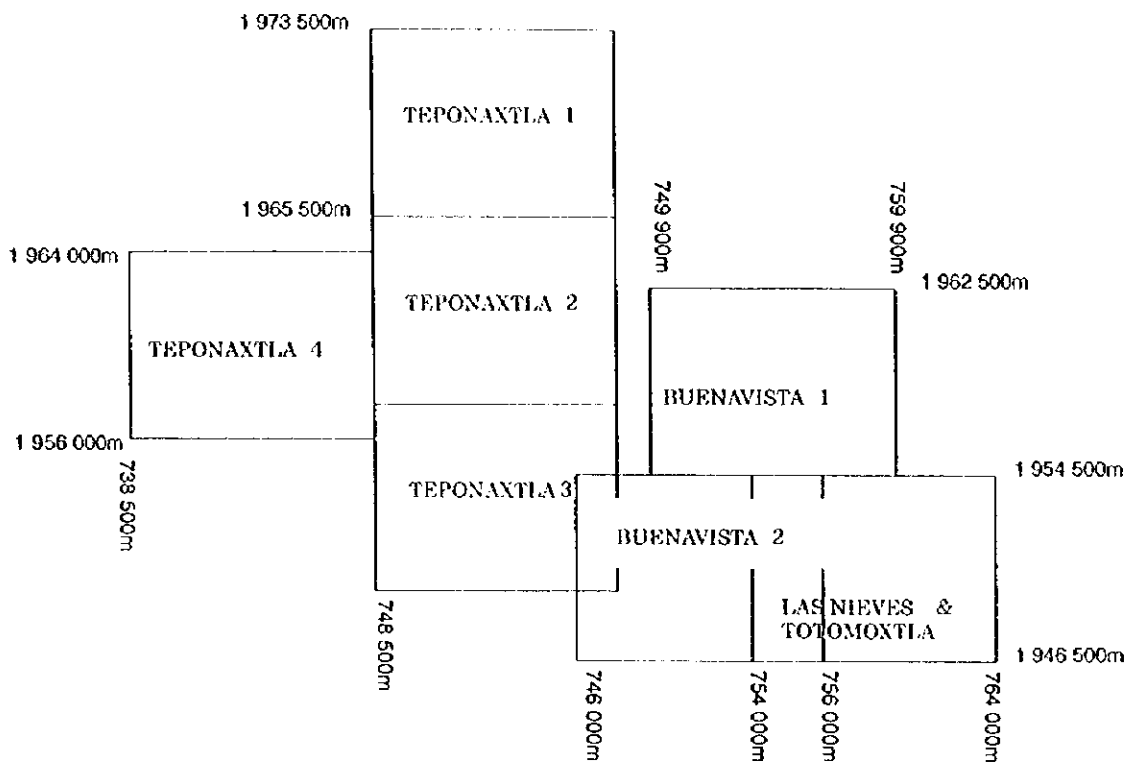 1 973 500m
TEPONAXTLA 1
1 965 500m
749 900m
759 900m
1 964 000m
1 962 500m
TEPONAXTLA 2
TEPONAXTLA 4
BUENAVISTA 1
1 956 000m
738 500m
TEPONAXTLA 3
1 954 500m
BUENAVISTA 2
LAS NIEVES &
TOTOMOXTLA
748 500m
1 946 500m
746 000m
754 000m
756 000m
764 000m